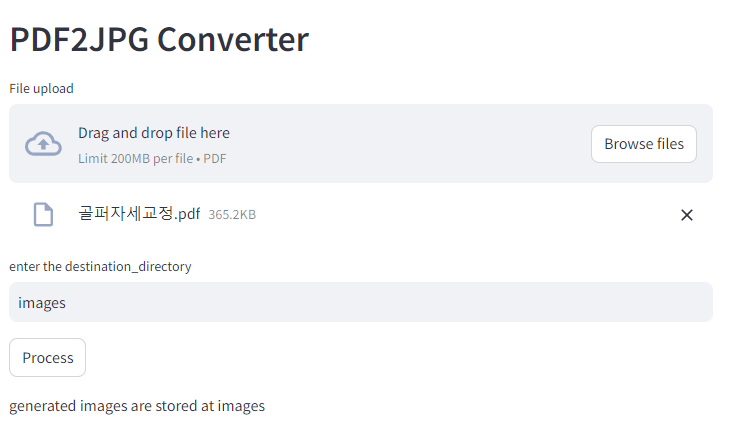 PDF2JPG Converter
File upload
Drag and drop file here
Limit 200MB per file • PDF
Browse files
골퍼자세교정.pdf 365.2KB
enter the destination_directory
images
Process
generated images are stored at images